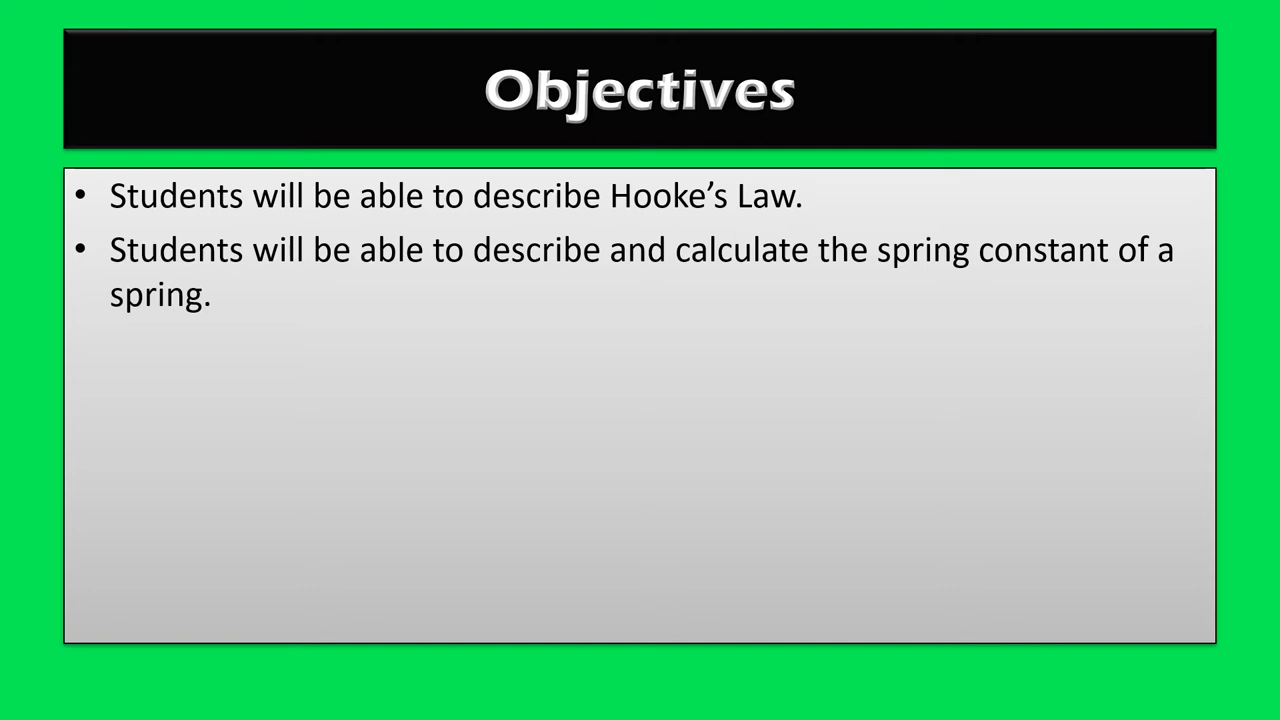 Objectives
• Students will be able to describe Hooke’s Law.
• Students will be able to describe and calculate the spring constant of a
spring.